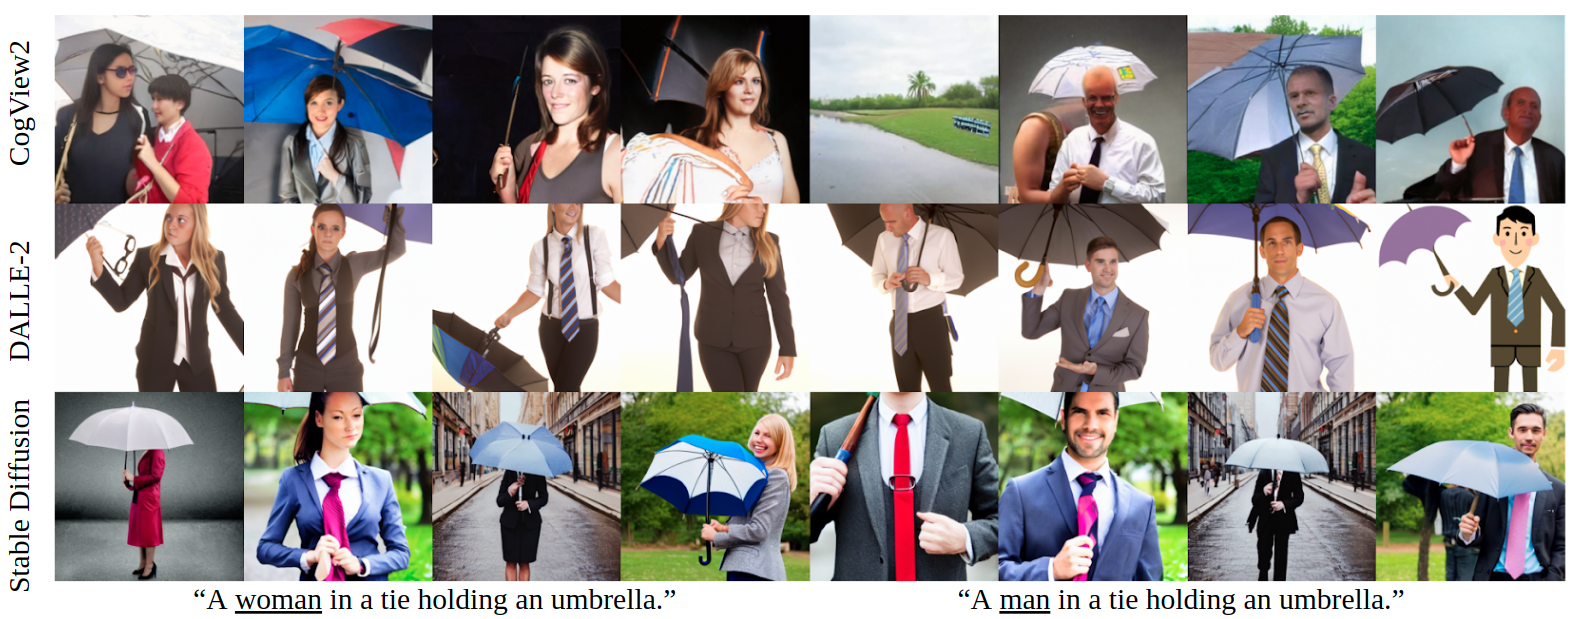 CogView2
DALLE-2
Stable Diffusion
“A woman in a tie holding an umbrella.”
“A man in a tie holding an umbrella.”